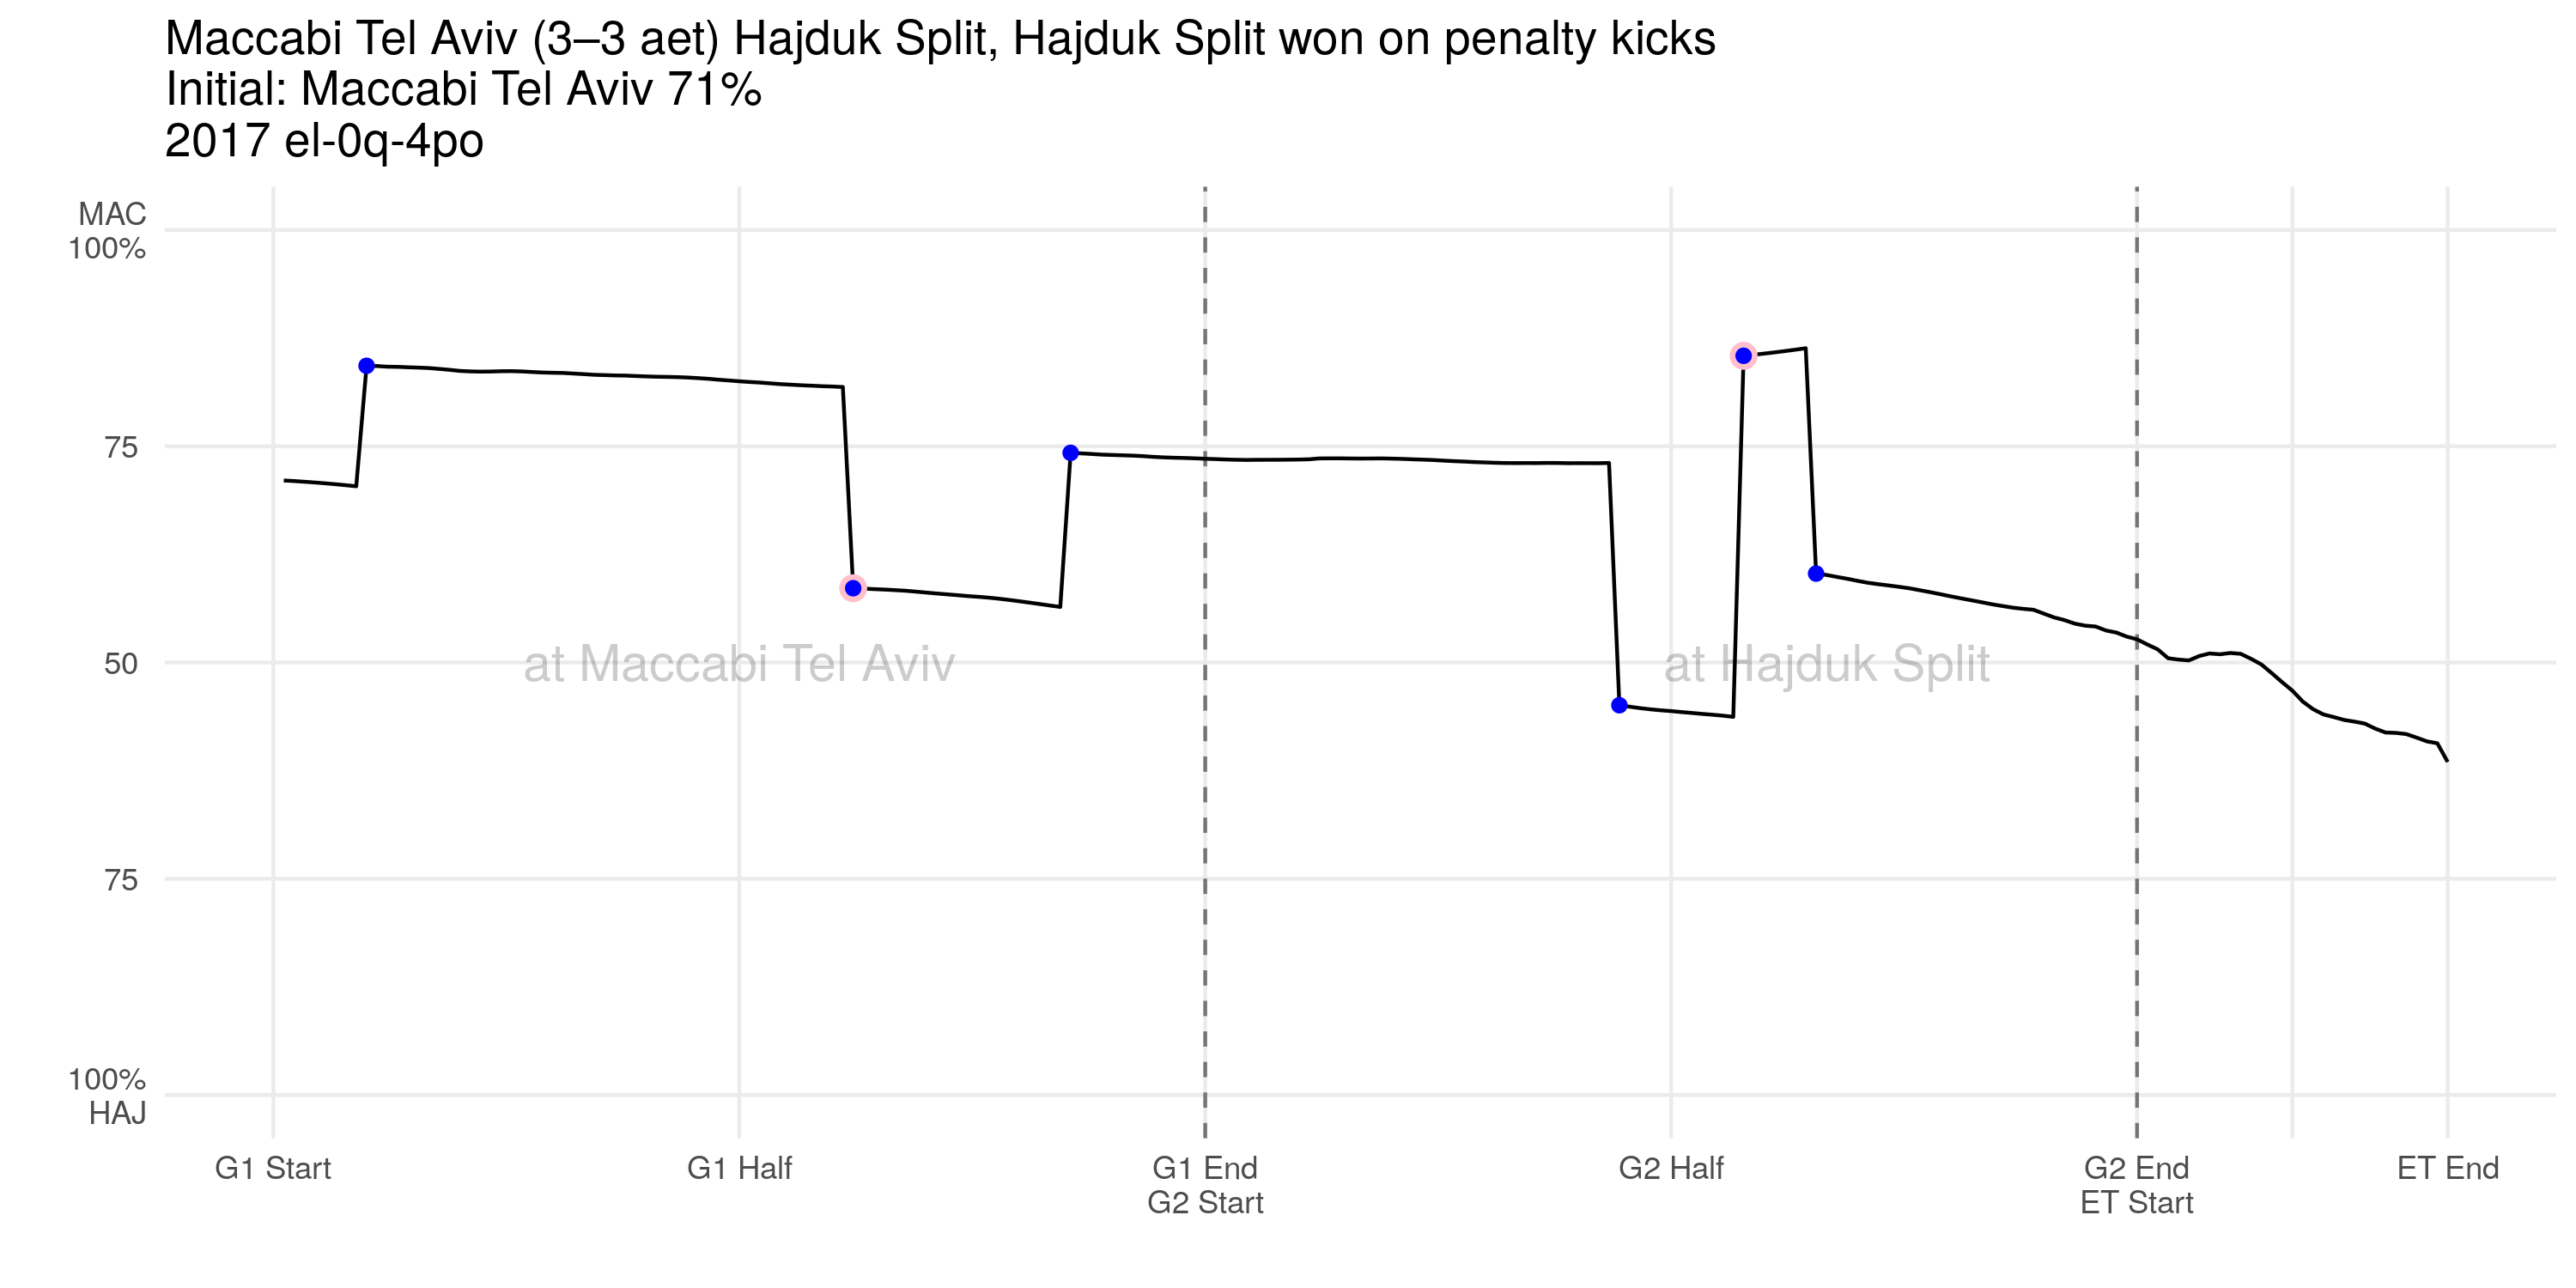 Maccabi Tel Aviv (3–3 aet) Hajduk Split, Hajduk Split won on penalty kicks
Initial: Maccabi Tel Aviv 71%
2017 el-0q-4po
MAC
100%
75
50
75
100%
HAJ
at Maccabi Tel Aviv
at Hajduk Split
G1 Start
G1 Half
G1 End
G2 Start
G2 Half
G2 End
ET Start
ET End